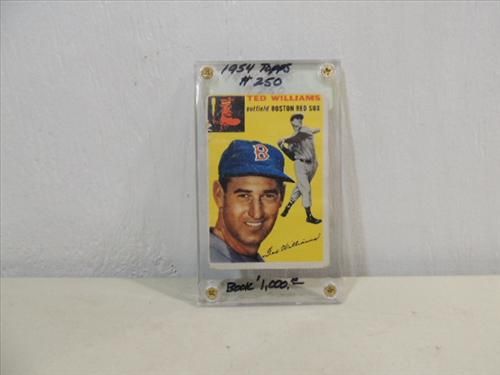 1954 TOPPS
# 250
TED WILLIAMS
outfield BOSTON RED SOX
B
Ted Williams
BOOK $1,000.00